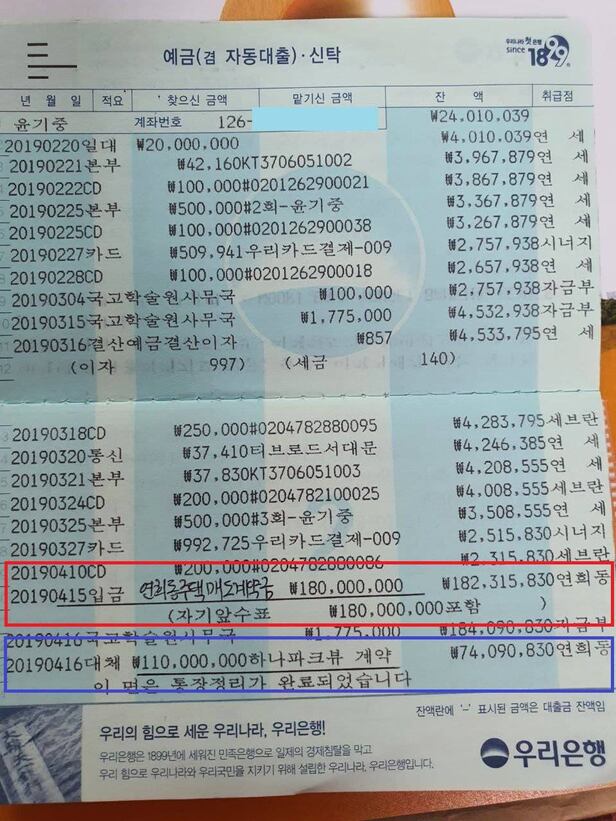 예금(겸 자동대출)·신탁
우리나라 첫 은행
since 1899
년 월 일 적요 찾으신 금액 맡기신 금액 잔 액 취급점
윤기중 계좌번호 126- ₩24,010,039
20190220일대 ₩20,000,000 ₩4,010,039연 세
20190221본부 ₩42,160KT3706051002 ₩3,967,879연 세
20190222CD ₩100,000#0201262900021 ₩3,867,879연 세
20190225본부 ₩500,000#2회-윤기중 ₩3,367,879연 세
20190225CD ₩100,000#0201262900038 ₩3,267,879연 세
20190227카드 ₩509,941우리카드결제-009 ₩2,757,938시너지
20190228CD ₩100,000#0201262900018 ₩2,657,938연 세
20190304국고학술원사무국 ₩100,000 ₩2,757,938자금부
20190315국고학술원사무국 ₩1,775,000 ₩4,532,938자금부
20190316결산예금결산이자 ₩857 ₩4,533,795연 세
12 (이자 997) (세금 140)
20190318CD ₩250,000#0204782880095 ₩4,283,795세브란
20190320통신 ₩37,410티브로드서대문 ₩4,246,385연 세
20190321본부 ₩37,830KT3706051003 ₩4,208,555연 세
20190324CD ₩200,000#0204782100025 ₩4,008,555세브란
20190325본부 ₩500,000#3회-윤기중 ₩3,508,555연 세
20190327카드 ₩992,725우리카드결제-009 ₩2,515,830시너지
20190410CD ₩200,000#0204782880086 ₩2,315,830세브란
20190415입금 연희동주택매도계약금 ₩180,000,000 ₩182,315,830연희동
(자기앞수표 ₩180,000,000포함 )
20190416국고학술원사무국 ₩1,775,000 ₩184,090,830자금부
20190416대체 ₩110,000,000하나파크뷰 계약 ₩74,090,830연희동
이 면은 통장정리가 완료되었습니다
잔액란에 '-' 표시된 금액은 대출금 잔액임
우리의 힘으로 세운 우리나라, 우리은행!
우리은행은 1899년에 세워진 민족은행으로 일제의 경제침탈을 막고
우리 힘으로 우리나라와 우리국민을 지키기 위해 설립한 우리나라, 우리은행입니다.
우리은행